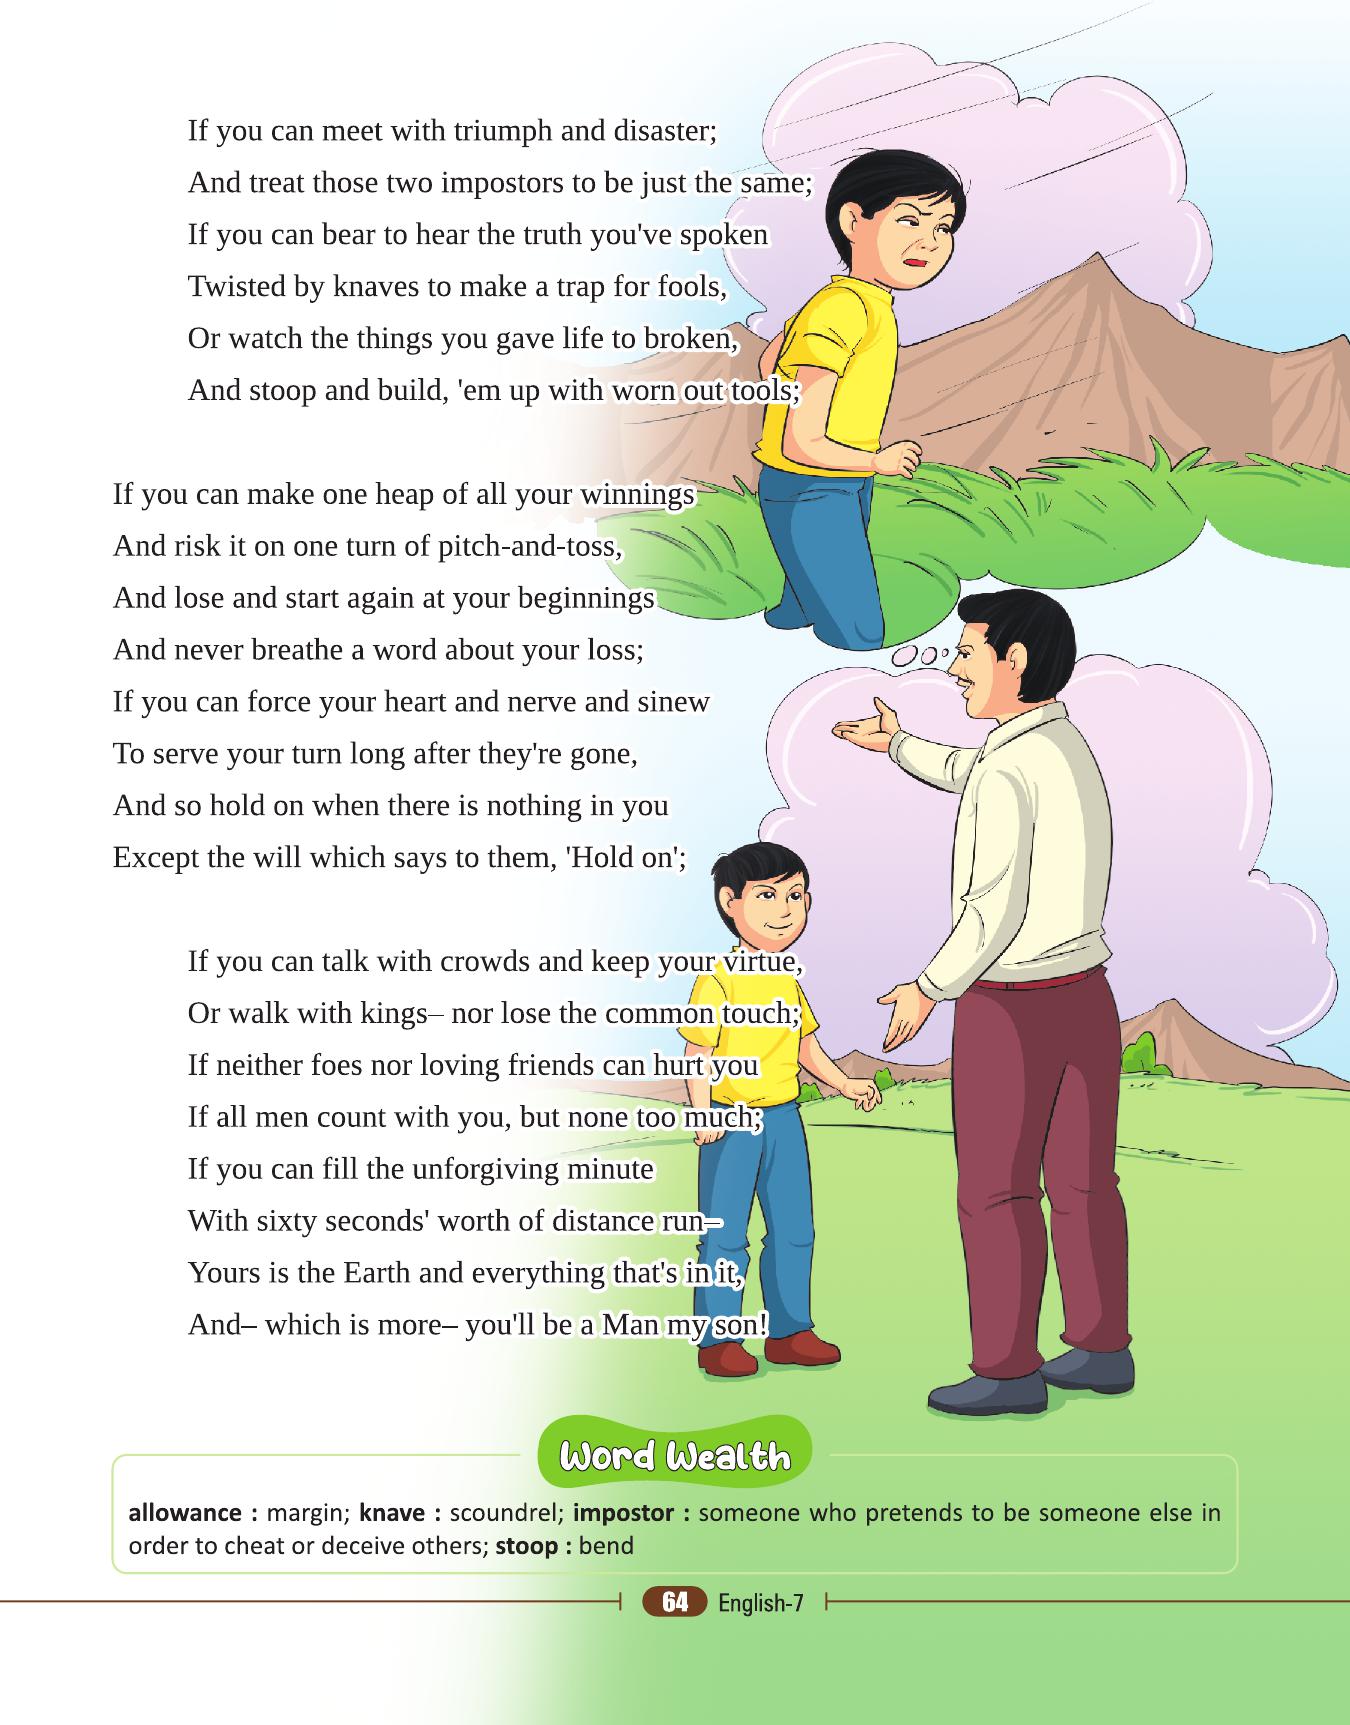 If you can meet with triumph and disaster;
And treat those two impostors to be just the same;
If you can bear to hear the truth you've spoken
Twisted by knaves to make a trap for fools,
Or watch the things you gave life to broken,
And stoop and build, 'em up with worn out tools;
If you can make one heap of all your winnings
And risk it on one turn of pitch-and-toss,
And lose and start again at your beginnings
And never breathe a word about your loss;
If you can force your heart and nerve and sinew
To serve your turn long after they're gone,
And so hold on when there is nothing in you
Except the will which says to them, 'Hold on';
If you can talk with crowds and keep your virtue,
Or walk with kings– nor lose the common touch;
If neither foes nor loving friends can hurt you
If all men count with you, but none too much;
If you can fill the unforgiving minute
With sixty seconds' worth of distance run–
Yours is the Earth and everything that's in it,
And– which is more– you'll be a Man my son!
Word Wealth
allowance : margin; knave : scoundrel; impostor : someone who pretends to be someone else in
order to cheat or deceive others; stoop : bend
64 English-7